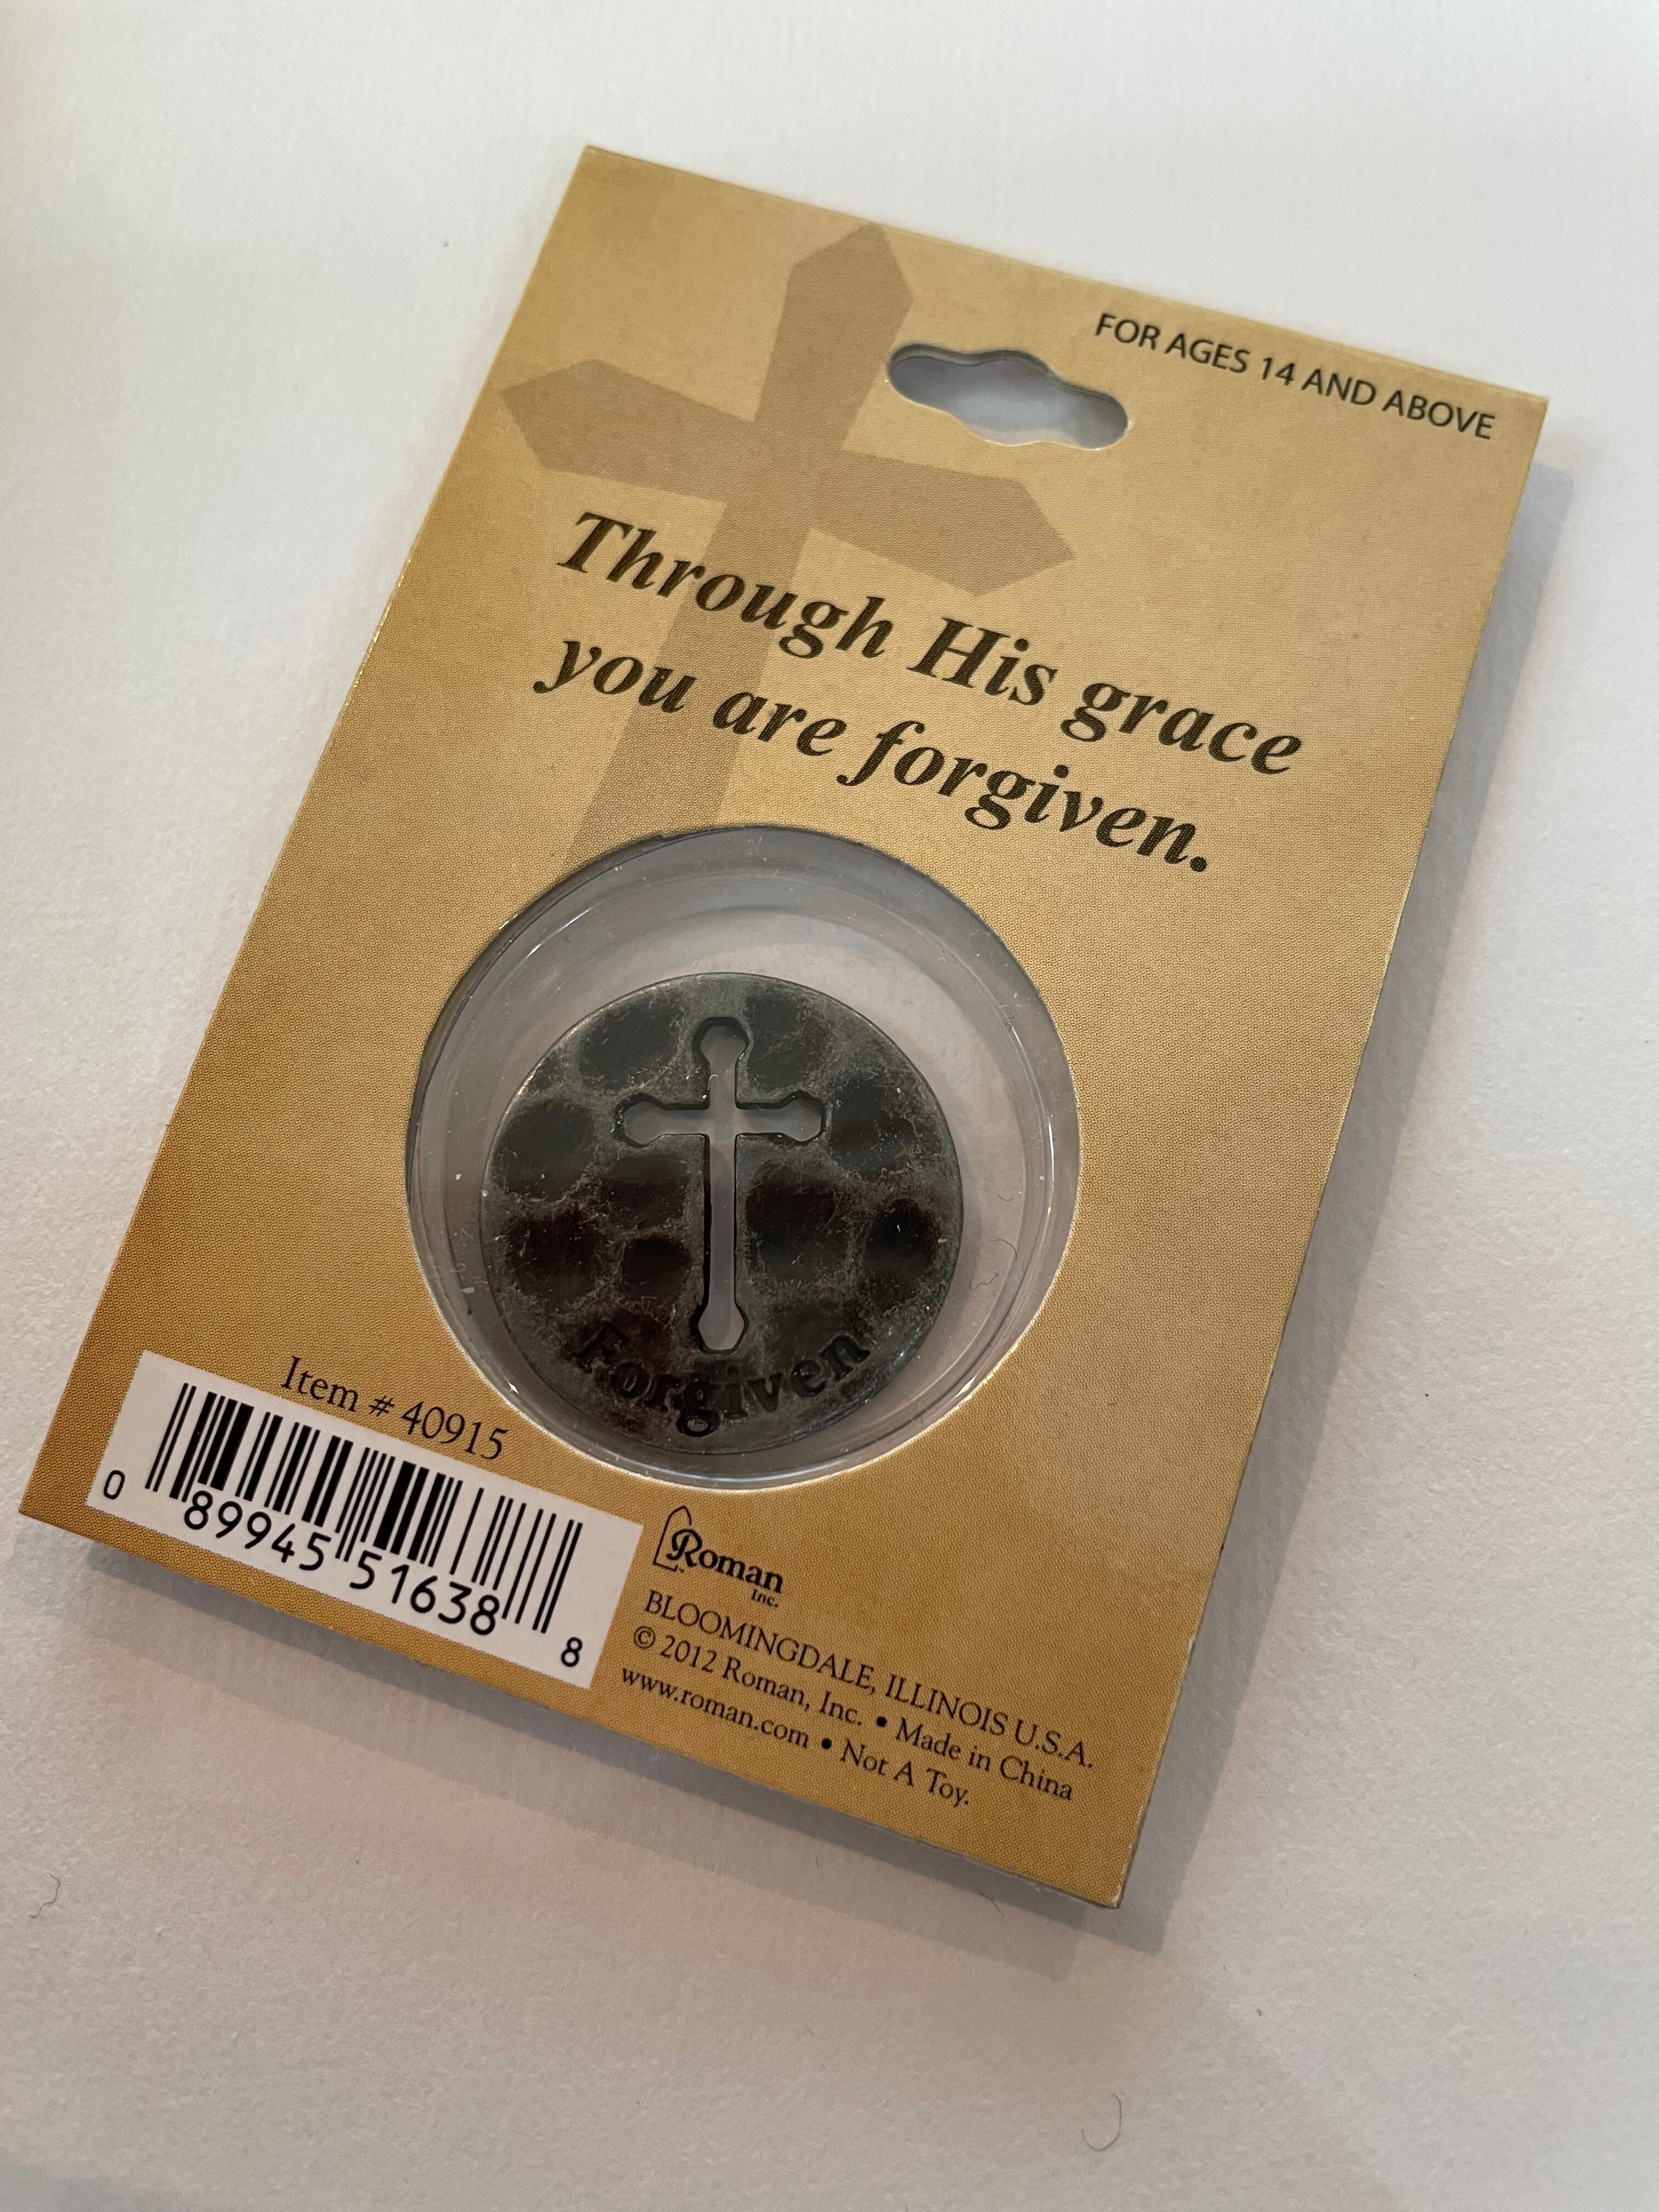 FOR AGES 14 AND ABOVE
Through His grace
you are forgiven.
Forgiven
Item # 40915
0 89945 51638 8
Roman
Inc.
BLOOMINGDALE, ILLINOIS U.S.A.
© 2012 Roman, Inc. • Made in China
www.roman.com • Not A Toy.